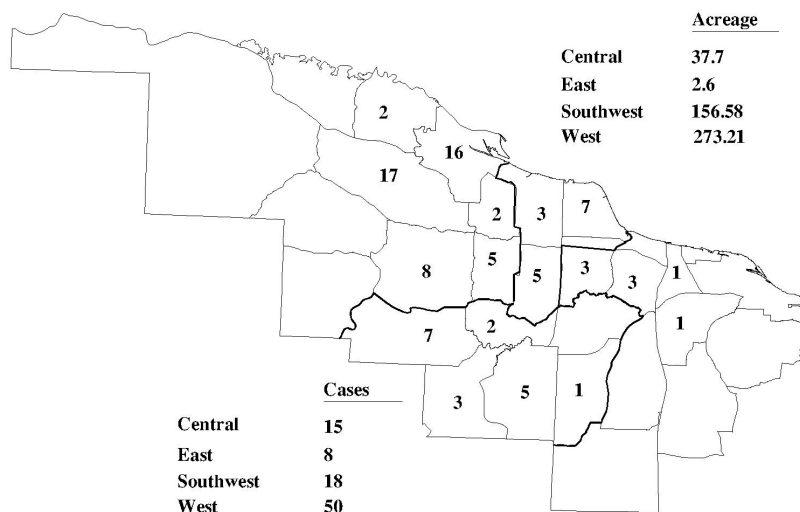 Acreage
Central 37.7
East 2.6
Southwest 156.58
West 273.21
2
16
17
2
3
7
8
5
5
3
3
1
7
2
1
3
5
1
Cases
Central 15
East 8
Southwest 18
West 50